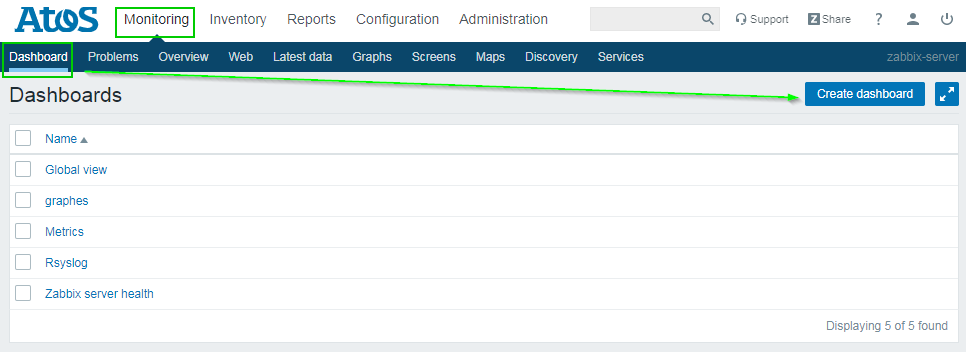 Atos Monitoring Inventory Reports Configuration Administration Support Z Share ?
Dashboard Problems Overview Web Latest data Graphs Screens Maps Discovery Services zabbix-server
Dashboards Create dashboard
Name
Global view
graphes
Metrics
Rsyslog
Zabbix server health
Displaying 5 of 5 found